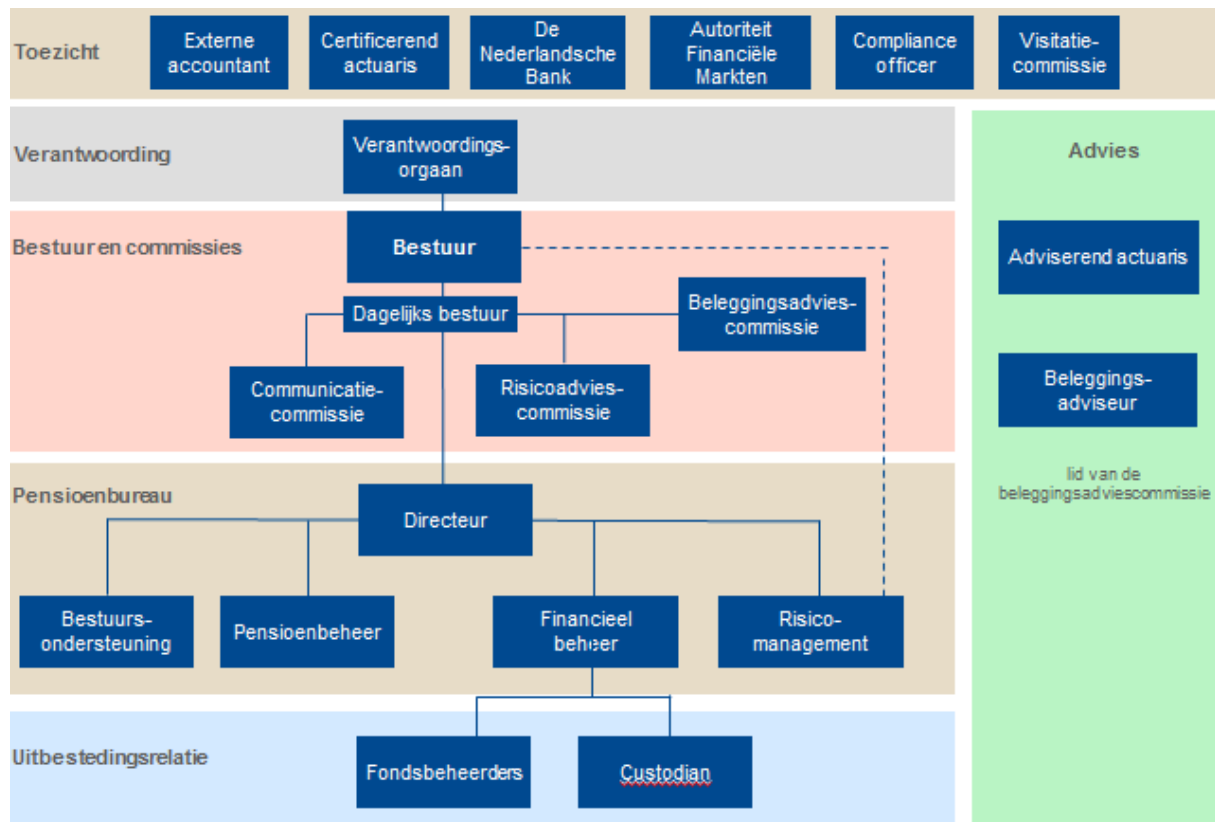 Toezicht
Externe
accountant
Certificerend
actuaris
De
Nederlandsche
Bank
Autoriteit
Financiële
Markten
Compliance
officer
Visitatie-
commissie
Verantwoording
Verantwoordings-
orgaan
Advies
Bestuur en commissies
Bestuur
Adviserend actuaris
Dagelijks bestuur
Beleggingsadvies-
commissie
Communicatie-
commissie
Risicoadvies-
commissie
Beleggings-
adviseur
lid van de
beleggingsadviescommissie
Pensioenbureau
Directeur
Bestuurs-
ondersteuning
Pensioenbeheer
Financieel
beheer
Risico-
management
Uitbestedingsrelatie
Fondsbeheerders
Custodian